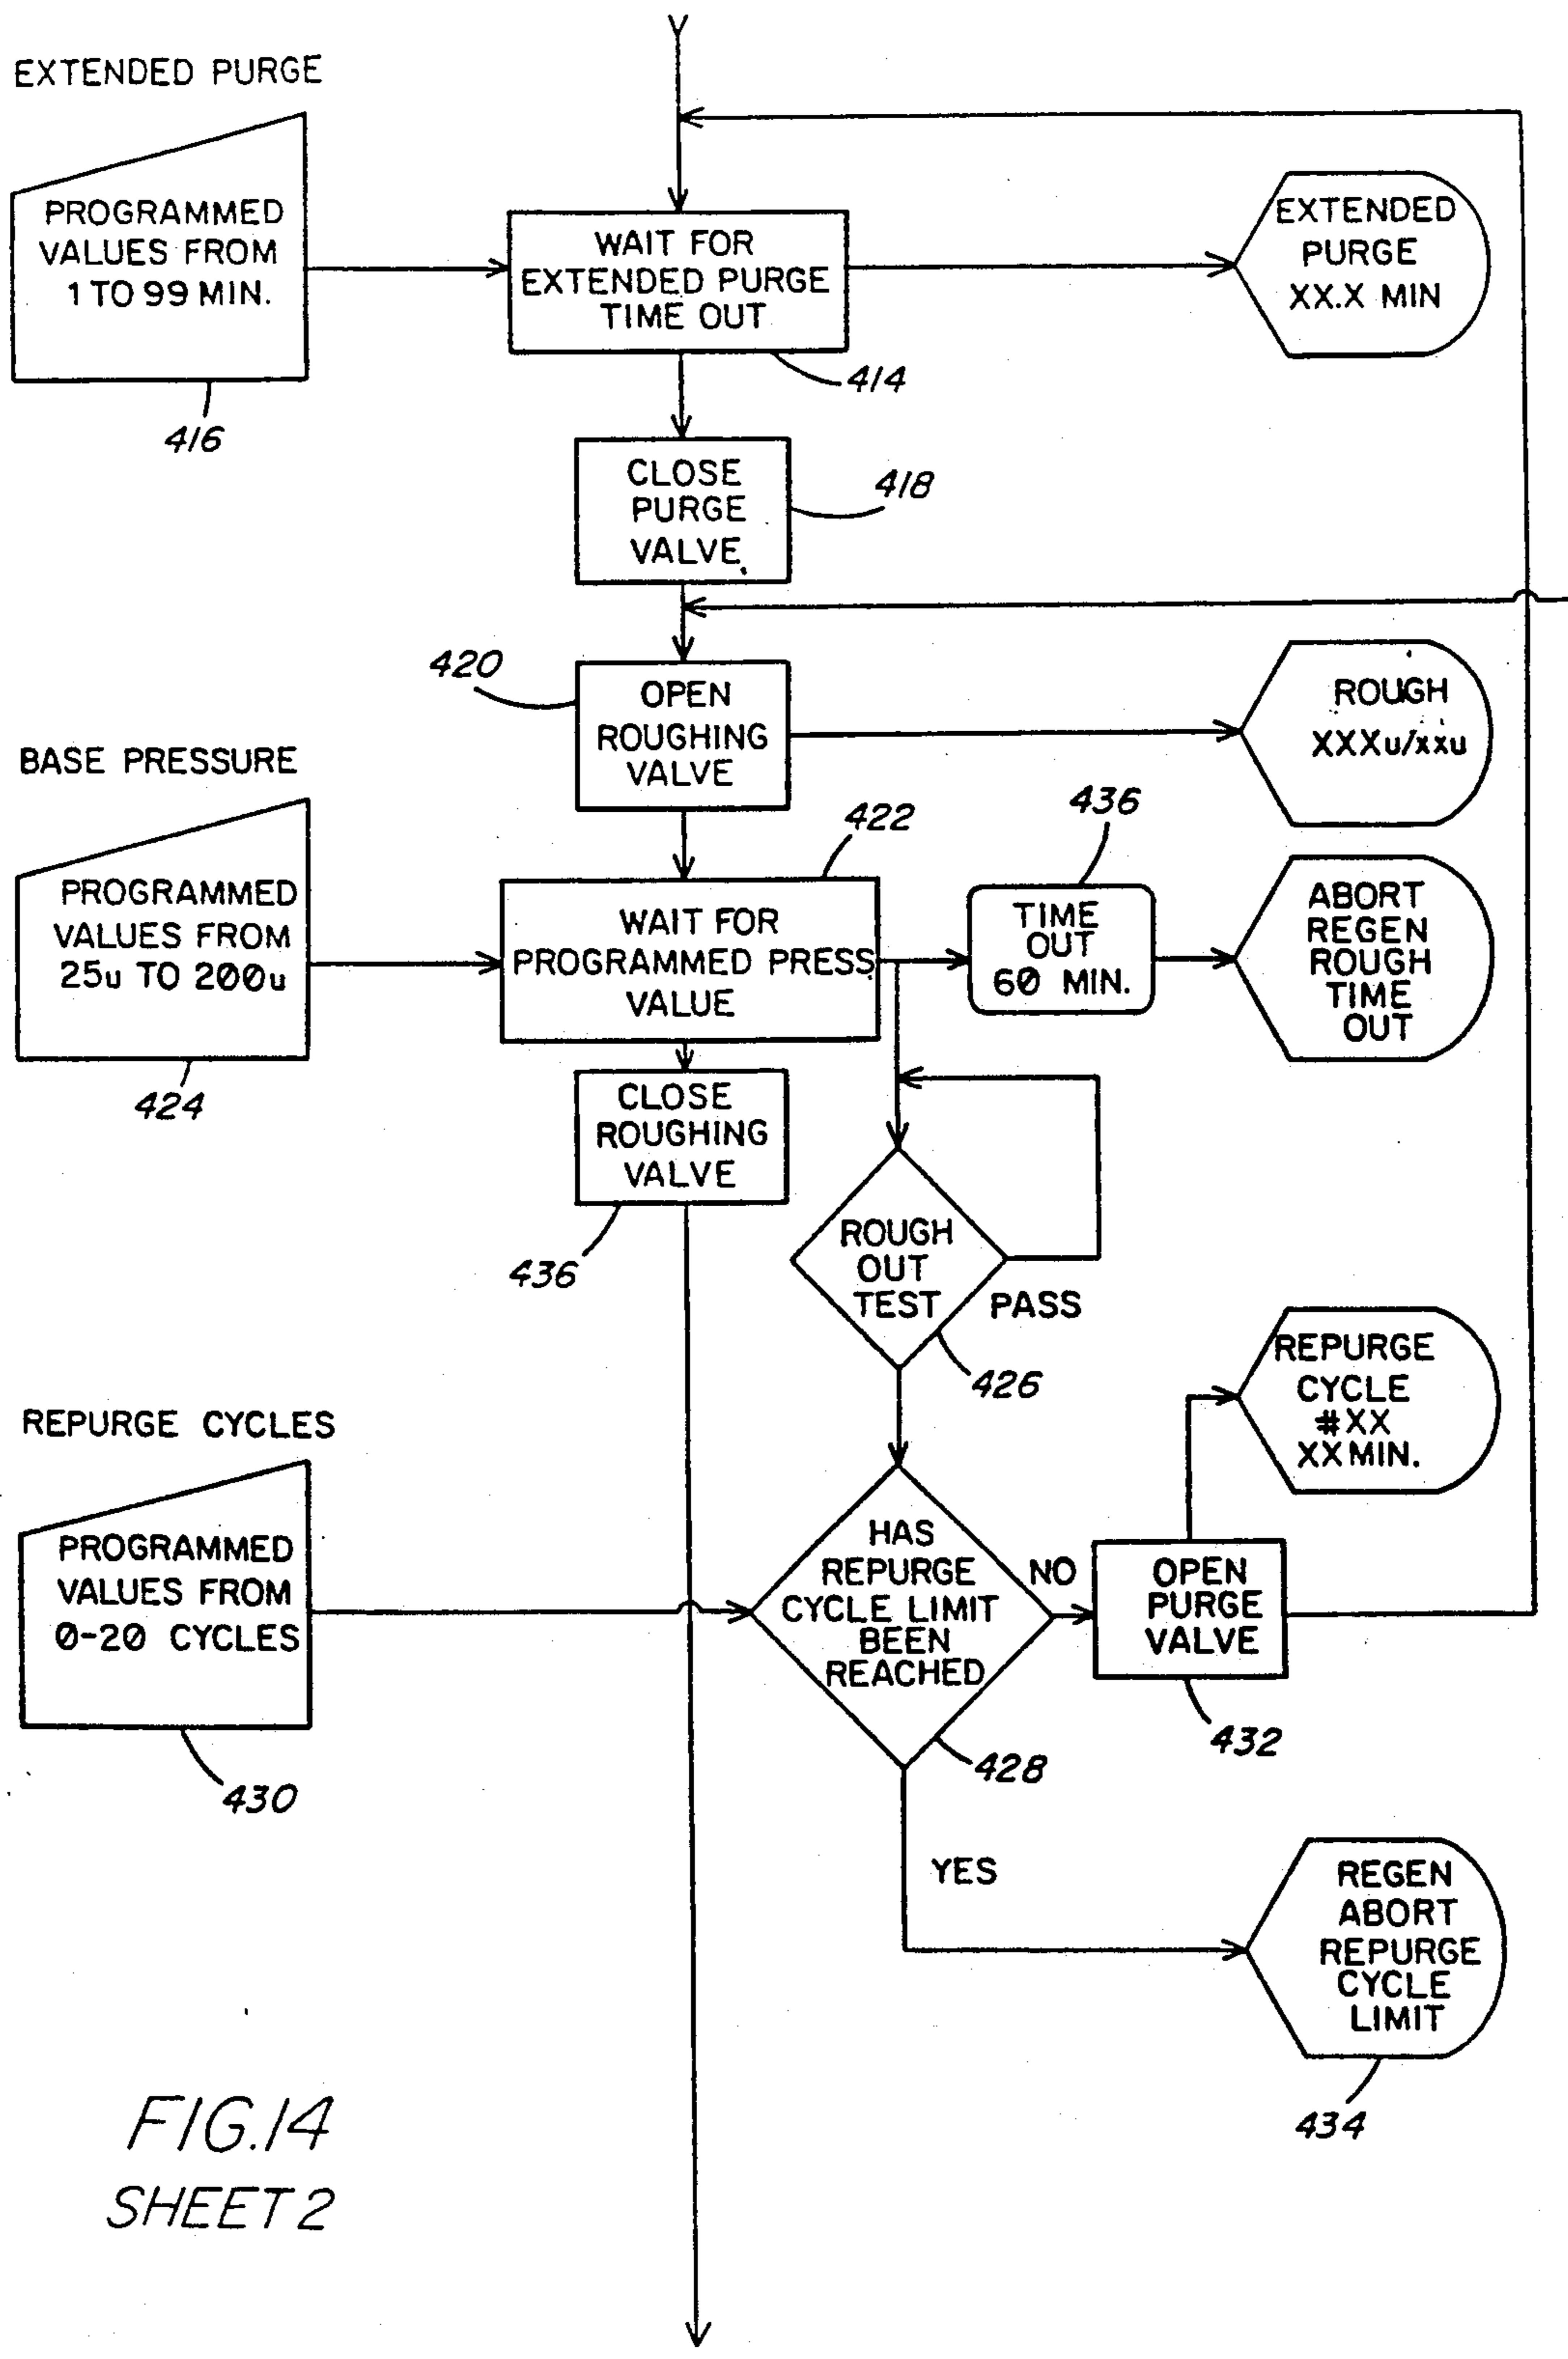 EXTENDED PURGE
PROGRAMMED
VALUES FROM
1 TO 99 MIN.
416
WAIT FOR
EXTENDED PURGE
TIME OUT
414
EXTENDED
PURGE
XX.X MIN
CLOSE
PURGE
VALVE
418
420
OPEN
ROUGHING
VALVE
ROUGH
XXXu/xxu
BASE PRESSURE
PROGRAMMED
VALUES FROM
25u TO 200u
424
422
WAIT FOR
PROGRAMMED PRESS
VALUE
436
TIME
OUT
60 MIN.
ABORT
REGEN
ROUGH
TIME
OUT
CLOSE
ROUGHING
VALVE
436
ROUGH
OUT
TEST
PASS
426
REPURGE CYCLES
PROGRAMMED
VALUES FROM
0-20 CYCLES
430
HAS
REPURGE
CYCLE LIMIT
BEEN
REACHED
428
NO
OPEN
PURGE
VALVE
432
REPURGE
CYCLE
#XX
XX MIN.
YES
REGEN
ABORT
REPURGE
CYCLE
LIMIT
434
FIG.14
SHEET 2